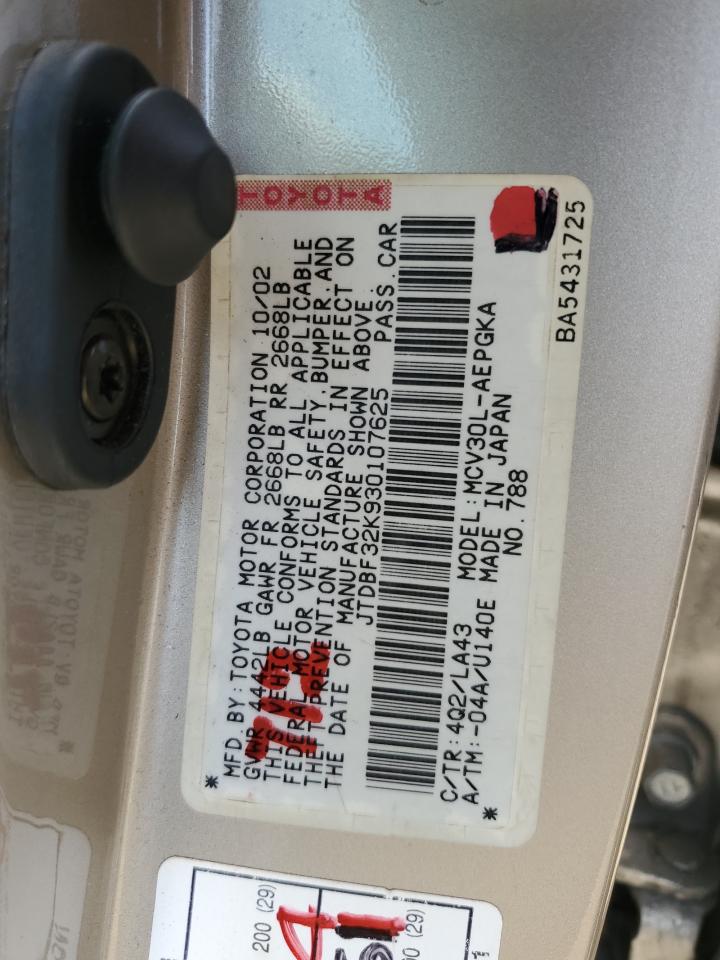 TOYOTA
MFD. BY: TOYOTA MOTOR CORPORATION 10/02
GVWR 4442LB GAWR FR 2668LB RR 2668LB
THIS VEHICLE CONFORMS TO ALL APPLICABLE
FEDERAL MOTOR VEHICLE SAFETY, BUMPER, AND
THEFT PREVENTION STANDARDS IN EFFECT ON
THE DATE OF MANUFACTURE SHOWN ABOVE.
JTDBF32K930107625 PASS. CAR
C/TR: 4Q2/LA43 MODEL: MCV30L-AEPGKA
A/TM: -04A/U140E MADE IN JAPAN
* NO. 788
BA5431725
200 (29)